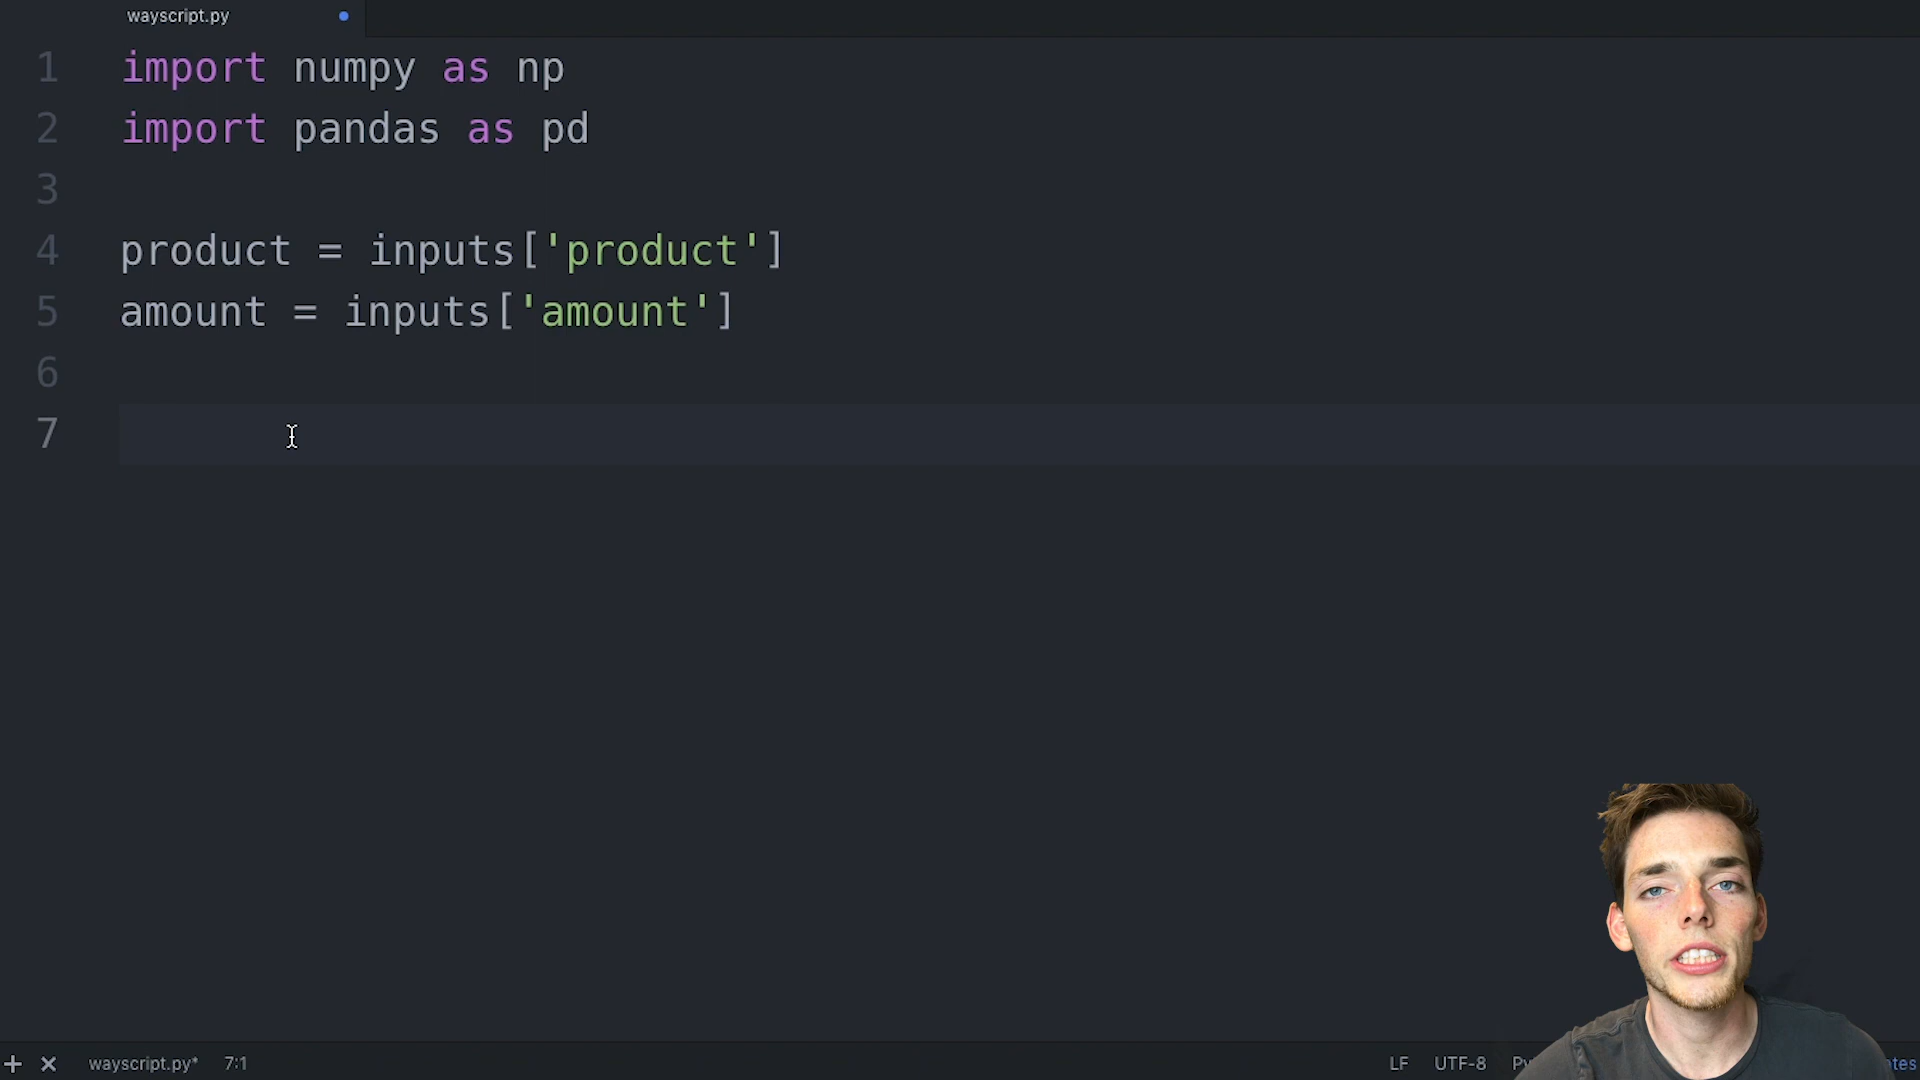 wayscript.py
1 import numpy as np
2 import pandas as pd
3
4 product = inputs['product']
5 amount = inputs['amount']
6
7
wayscript.py* 7:1 LF UTF-8